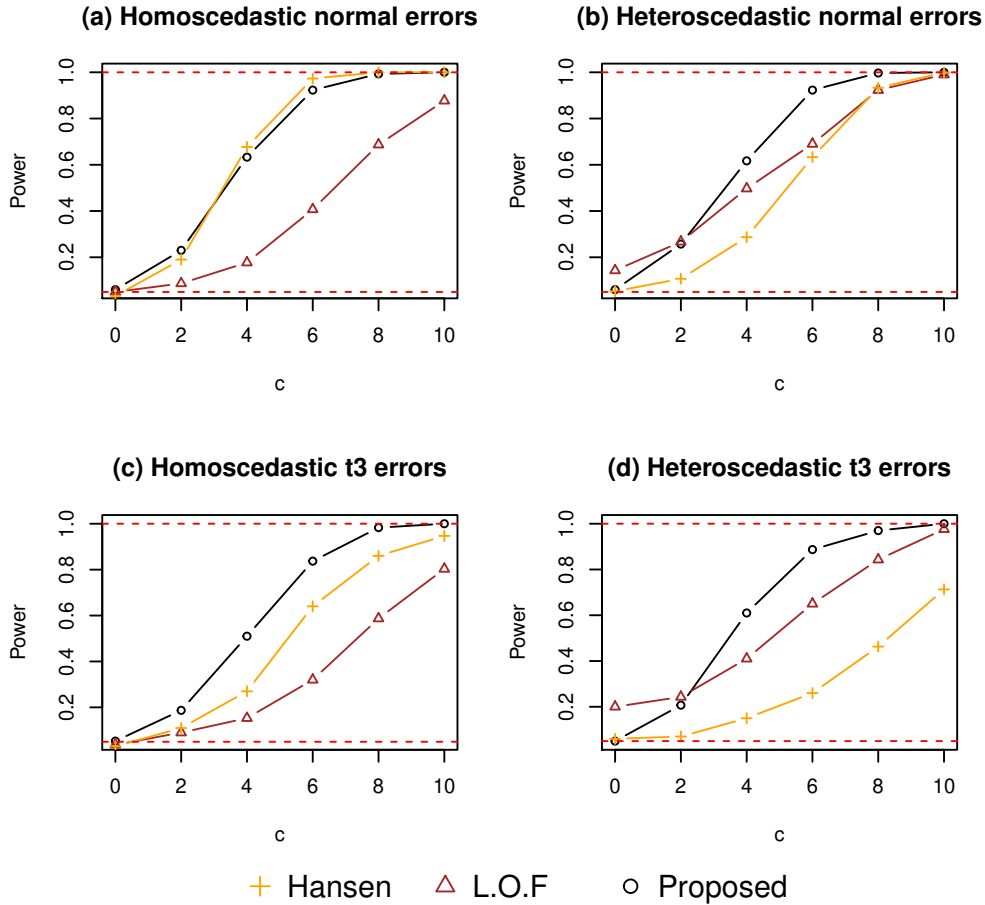 (a) Homoscedastic normal errors
Power
0.2 0.4 0.6 0.8 1.0
0 2 4 6 8 10
c
(b) Heteroscedastic normal errors
Power
0.2 0.4 0.6 0.8 1.0
0 2 4 6 8 10
c
(c) Homoscedastic t3 errors
Power
0.2 0.4 0.6 0.8 1.0
0 2 4 6 8 10
c
(d) Heteroscedastic t3 errors
Power
0.2 0.4 0.6 0.8 1.0
0 2 4 6 8 10
c
Hansen L.O.F Proposed